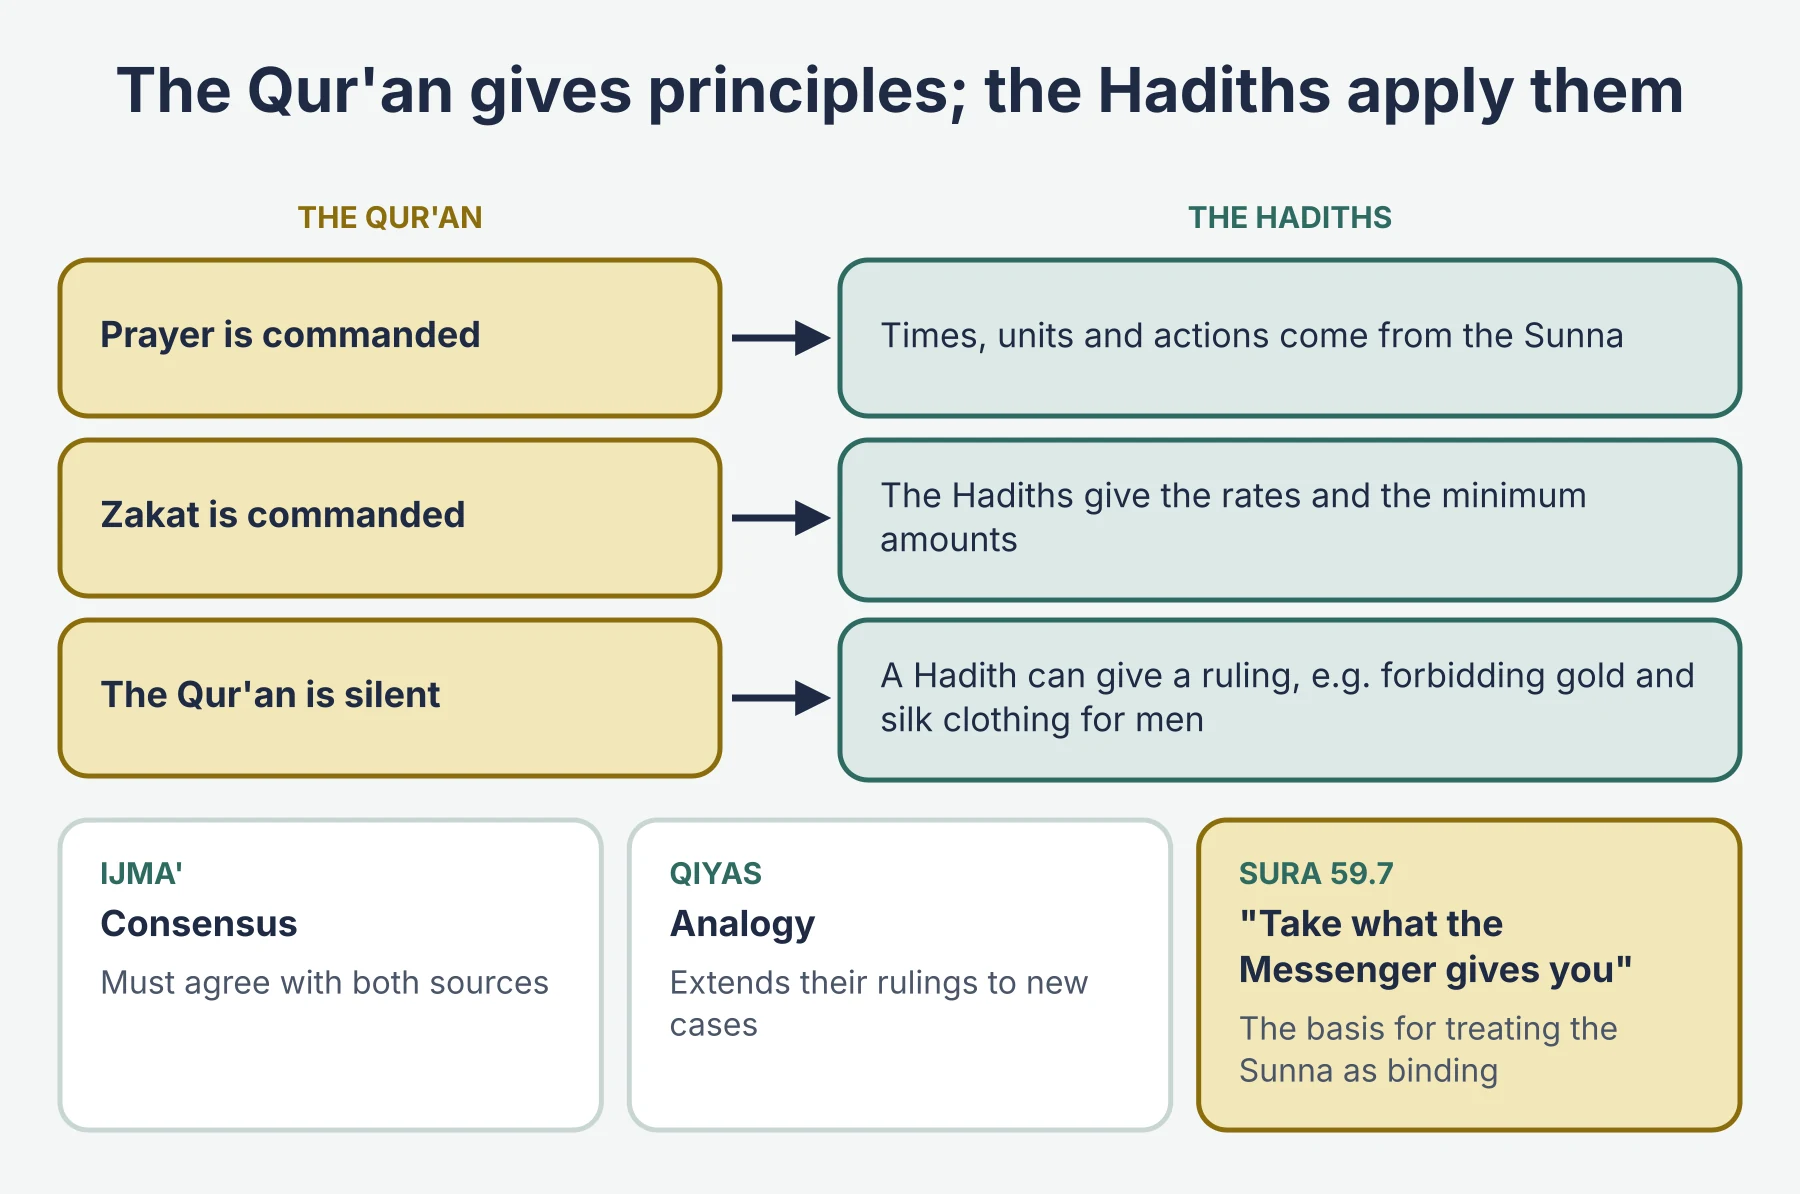 The Qur'an gives principles; the Hadiths apply them
THE QUR'AN
THE HADITHS
Prayer is commanded
Times, units and actions come from the Sunna
Zakat is commanded
The Hadiths give the rates and the minimum
amounts
The Qur'an is silent
A Hadith can give a ruling, e.g. forbidding gold and
silk clothing for men
IJMA'
Consensus
Must agree with both sources
QIYAS
Analogy
Extends their rulings to new
cases
SURA 59.7
"Take what the
Messenger gives you"
The basis for treating the
Sunna as binding